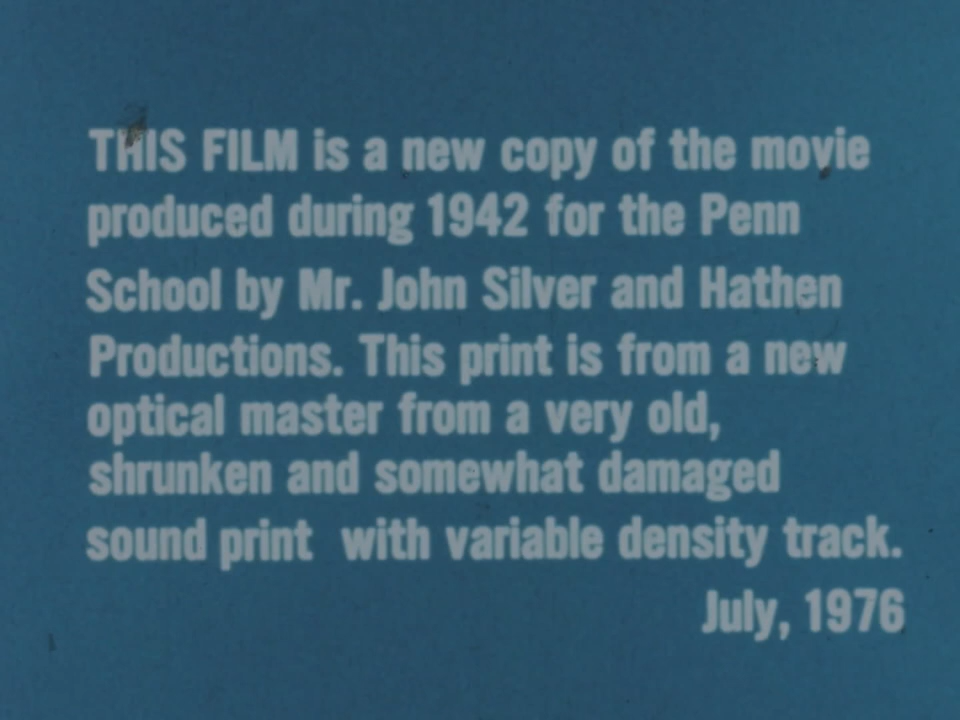 THIS FILM is a new copy of the movie
produced during 1942 for the Penn
School by Mr. John Silver and Hathen
Productions. This print is from a new
optical master from a very old,
shrunken and somewhat damaged
sound print with variable density track.
July, 1976